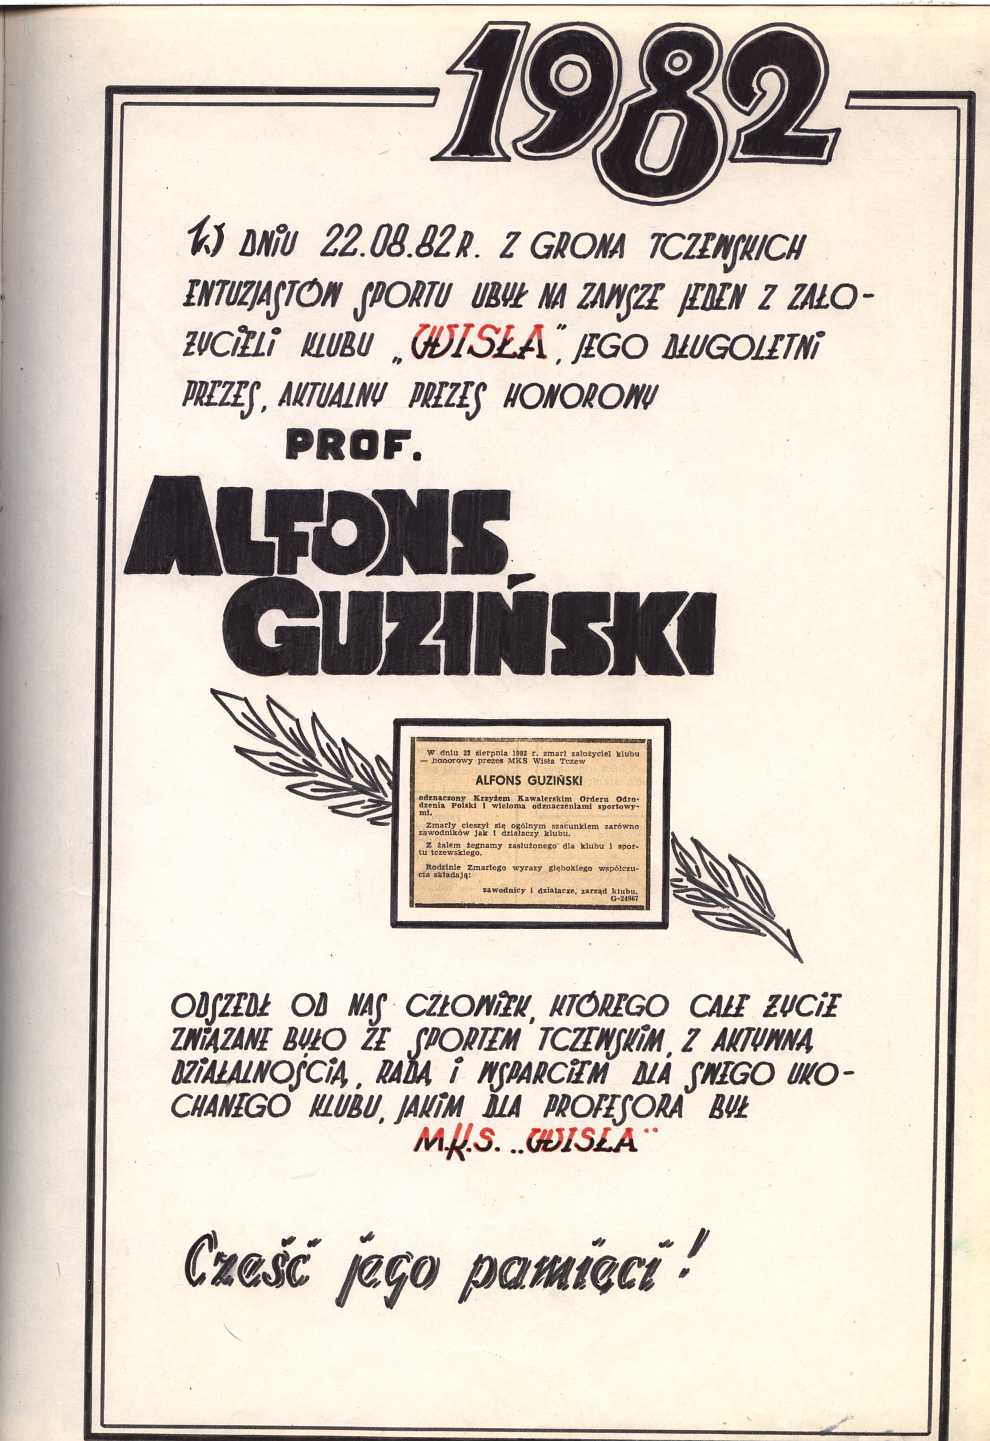 1982
W DNIU 22.08.82 R. Z GRONA TCZEWSKICH
ENTUZJASTÓW SPORTU UBYŁ NA ZAWSZE JEDEN Z ZAŁO-
ŻYCIELI KLUBU „WISŁA”, JEGO DŁUGOLETNI
PREZES, AKTUALNY PREZES HONOROWY
PROF.
ALFONS
GUZIŃSKI
W dniu 22 sierpnia 1982 r. zmarł założyciel klubu
— honorowy prezes MKS Wisła Tczew
ALFONS GUZIŃSKI
odznaczony Krzyżem Kawalerskim Orderu Odro-
dzenia Polski i wieloma odznaczeniami sportowy-
mi.
Zmarły cieszył się ogólnym szacunkiem zarówno
zawodników jak i działaczy klubu.
Z żalem żegnamy zasłużonego dla klubu i spor-
tu tczewskiego.
Rodzinie Zmarłego wyrazy głębokiego współczu-
cia składają:
zawodnicy i działacze, zarząd klubu.
G-24967
ODSZEDŁ OD NAS CZŁOWIEK, KTÓREGO CAŁE ŻYCIE
ZWIĄZANE BYŁO ZE SPORTEM TCZEWSKIM, Z AKTYWNĄ
DZIAŁALNOŚCIĄ, RADĄ I WSPARCIEM DLA SWEGO UKO-
CHANEGO KLUBU, JAKIM DLA PROFESORA BYŁ
M.K.S. „WISŁA”
Cześć jego pamięci!